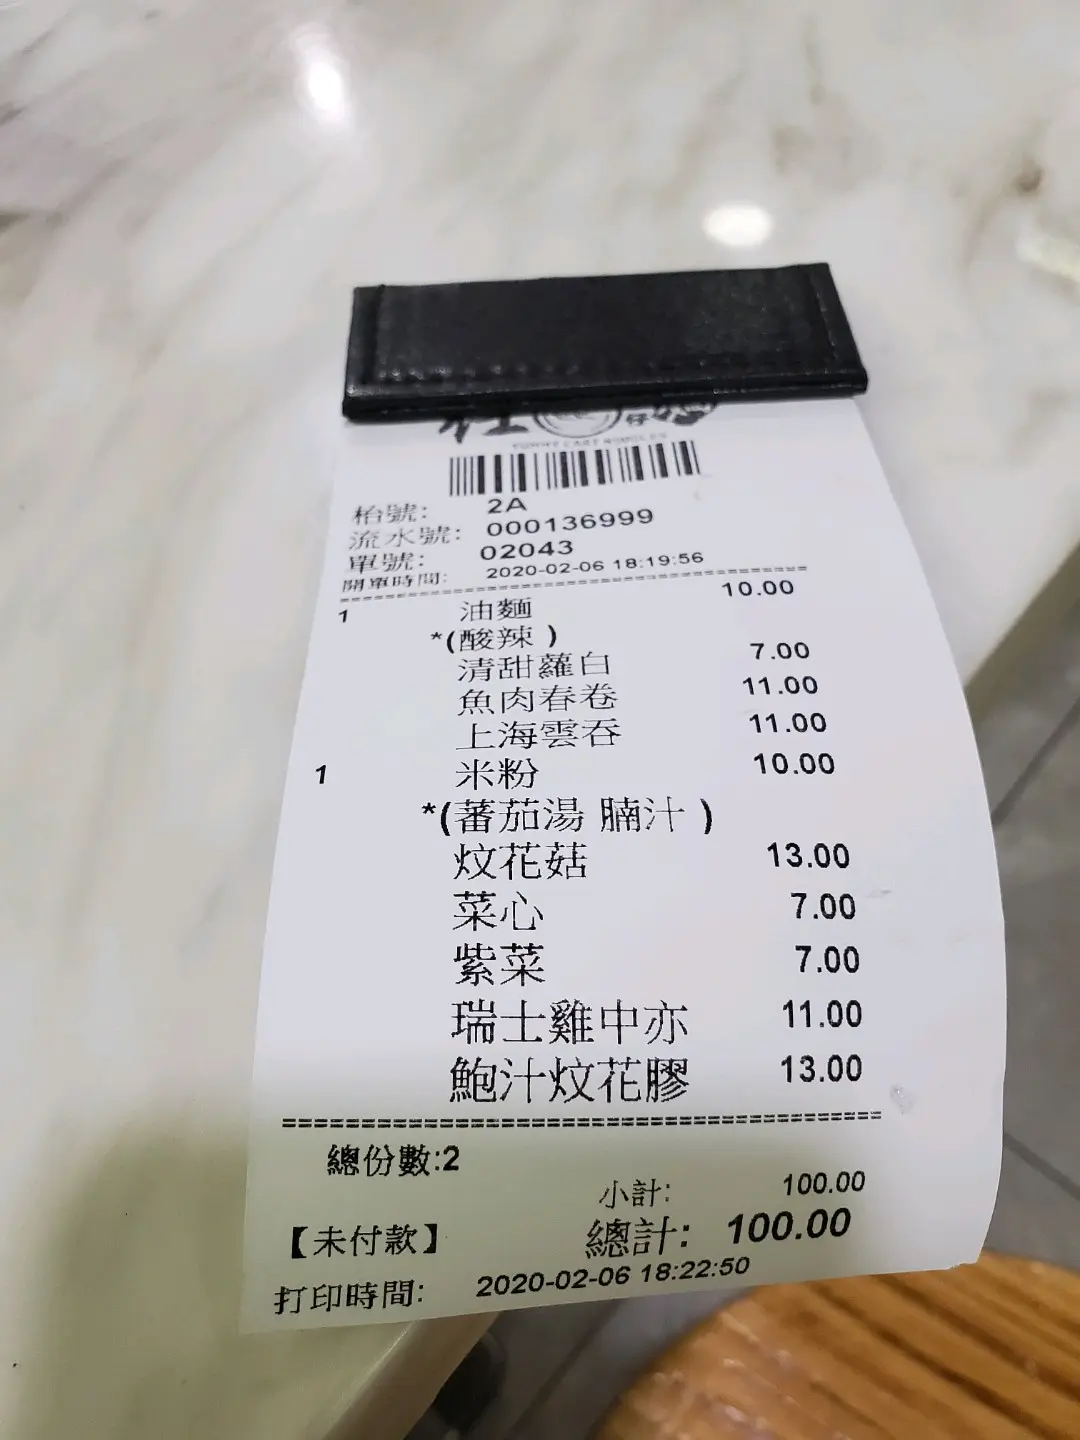 仔
枱號: 2A
流水號: 000136999
單號: 02043
開單時間: 2020-02-06 18:19:56
1 油麵 10.00
*(酸辣 )
清甜蘿白 7.00
魚肉春卷 11.00
上海雲吞 11.00
1 米粉 10.00
*(蕃茄湯 腩汁 )
炆花菇 13.00
菜心 7.00
紫菜 7.00
瑞士雞中亦 11.00
鮑汁炆花膠 13.00
總份數:2
小計: 100.00
【未付款】 總計: 100.00
打印時間: 2020-02-06 18:22:50